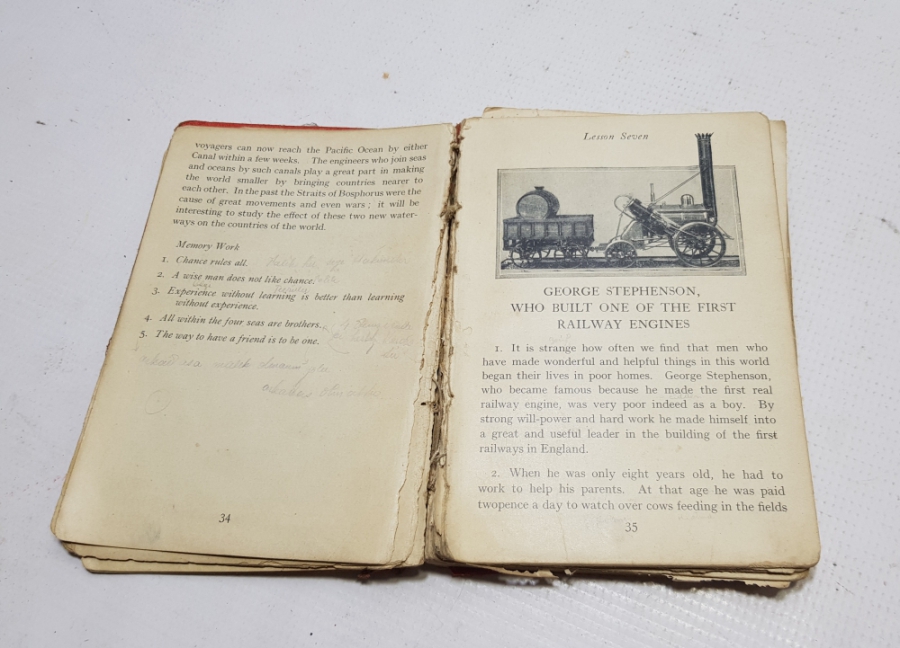 voyagers can now reach the Pacific Ocean by either
Canal within a few weeks. The engineers who join seas
and oceans by such canals play a great part in making
the world smaller by bringing countries nearer to
each other. In the past the Straits of Bosphorus were the
cause of great movements and even wars; it will be
interesting to study the effect of these two new water-
ways on the countries of the world.
Memory Work
1. Chance rules all.
2. A wise man does not like chance.
3. Experience without learning is better than learning
without experience.
4. All within the four seas are brothers.
5. The way to have a friend is to be one.
34
Lesson Seven
GEORGE STEPHENSON,
WHO BUILT ONE OF THE FIRST
RAILWAY ENGINES
1. It is strange how often we find that men who
have made wonderful and helpful things in this world
began their lives in poor homes. George Stephenson,
who became famous because he made the first real
railway engine, was very poor indeed as a boy. By
strong will-power and hard work he made himself into
a great and useful leader in the building of the first
railways in England.
2. When he was only eight years old, he had to
work to help his parents. At that age he was paid
twopence a day to watch over cows feeding in the fields
35